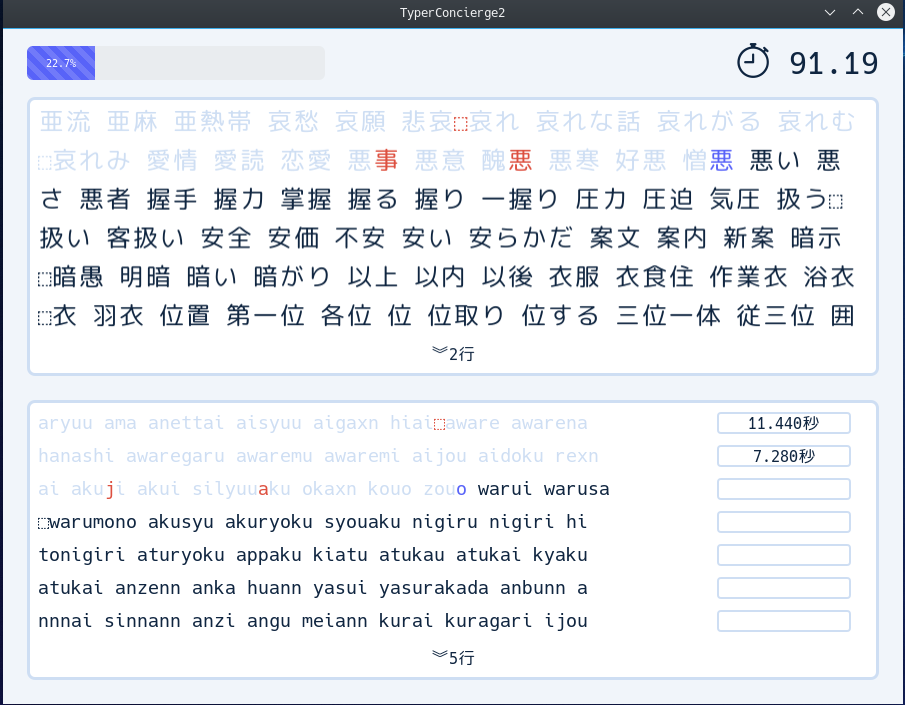 TyperConcierge2
22.7%
91.19
亜流 亜麻 亜熱帯 哀愁 哀願 悲哀 哀れ 哀れな話 哀れがる 哀れむ
哀れみ 愛情 愛読 恋愛 悪事 悪意 醜悪 悪寒 好悪 憎悪 悪い 悪
さ 悪者 握手 握力 掌握 握る 握り 一握り 圧力 圧迫 気圧 扱う
扱い 客扱い 安全 安価 不安 安い 安らかだ 案文 案内 新案 暗示
暗愚 明暗 暗い 暗がり 以上 以内 以後 衣服 衣食住 作業衣 浴衣
衣 羽衣 位置 第一位 各位 位 位取り 位する 三位一体 従三位 囲
︾2行
aryuu ama anettai aisyuu aigaxn hiai aware awarena
11.440秒
hanashi awaregaru awaremu awaremi aijou aidoku rexn
7.280秒
ai akuji akui silyuuaku okaxn kouo zouo warui warusa
warumono akusyu akuryoku syouaku nigiru nigiri hi
tonigiri aturyoku appaku kiatu atukau atukai kyaku
atukai anzenn anka huann yasui yasurakada anbunn a
nnnai sinnann anzi angu meiann kurai kuragari ijou
︾5行